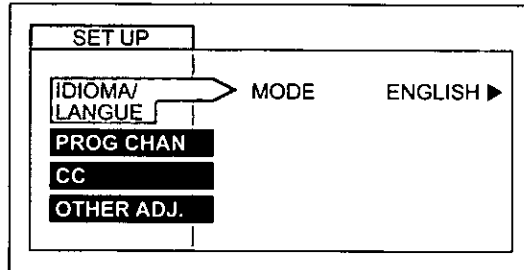 SET UP
IDIOMA/
LANGUE
MODE ENGLISH ▶
PROG CHAN
CC
OTHER ADJ.